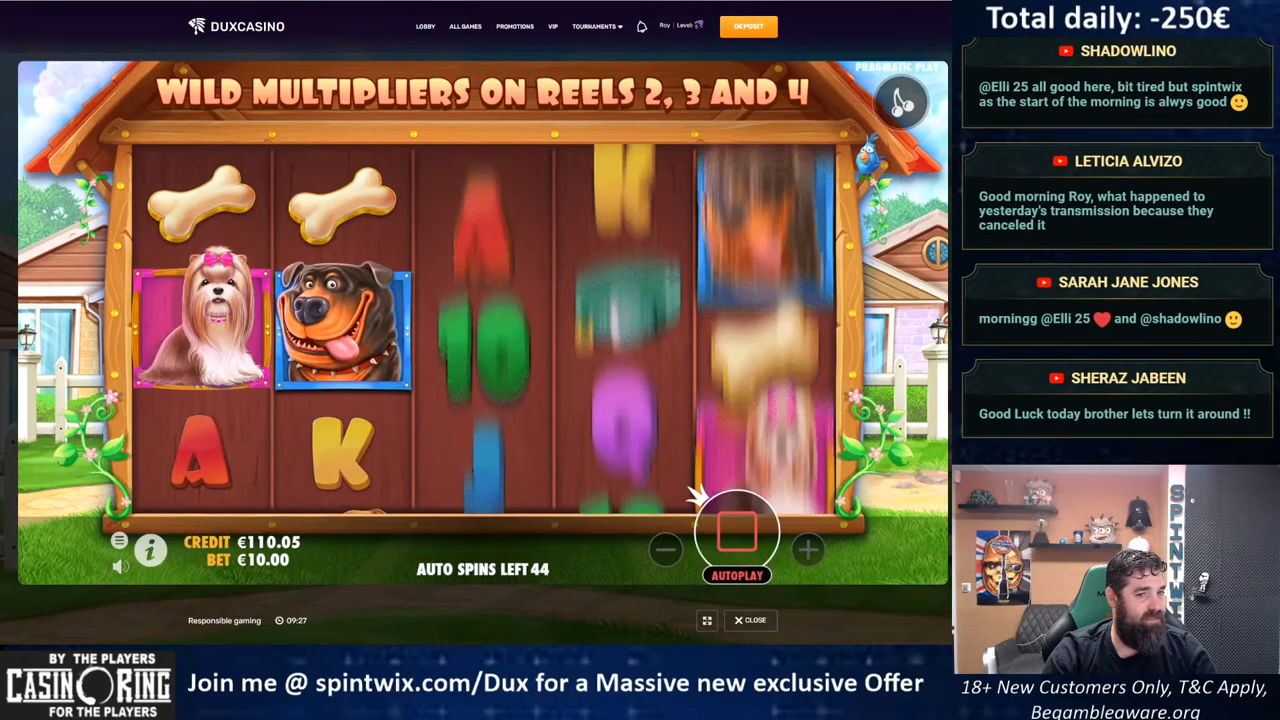 DUXCASINO
LOBBY
ALL GAMES
PROMOTIONS
VIP
TOURNAMENTS
Roy
Level:
DEPOSIT
PRAGMATIC PLAY
WILD MULTIPLIERS ON REELS 2, 3 AND 4
A
K
A
10
J
K
Q
CREDIT €110.05
BET €10.00
AUTO SPINS LEFT 44
AUTOPLAY
Responsible gaming
09:27
CLOSE
Total daily: -250€
SHADOWLINO
@Elli 25 all good here, bit tired but spintwix
as the start of the morning is alwys good
LETICIA ALVIZO
Good morning Roy, what happened to
yesterday's transmission because they
canceled it
SARAH JANE JONES
morningg @Elli 25 ❤️ and @shadowlino 🙂
SHERAZ JABEEN
Good Luck today brother lets turn it around !!
SPINTWI
BY THE PLAYERS
CASINO RING
FOR THE PLAYERS
Join me @ spintwix.com/Dux for a Massive new exclusive Offer
18+ New Customers Only, T&C Apply,
Begambleaware.org